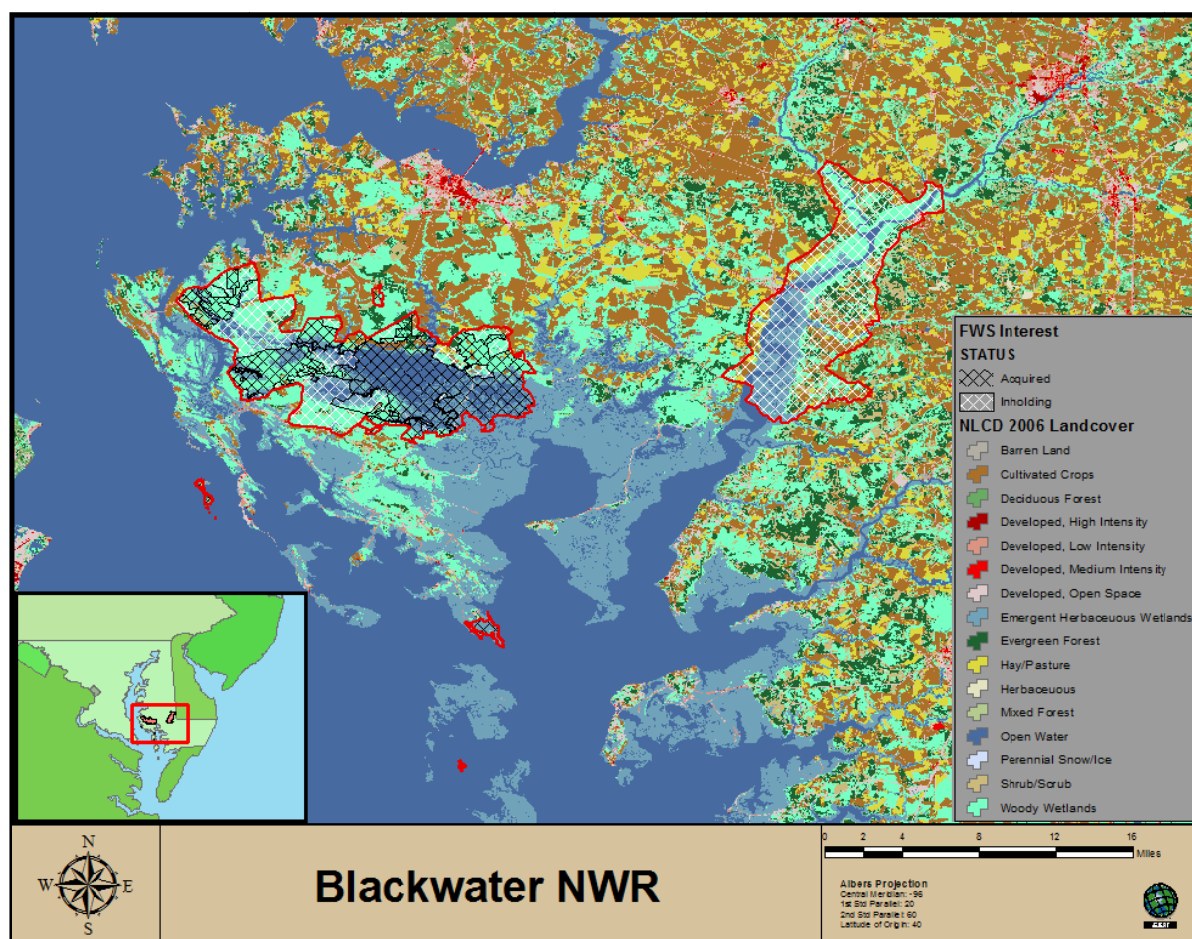 FWS Interest
STATUS
Acquired
Inholding
NLCD 2006 Landcover
Barren Land
Cultivated Crops
Deciduous Forest
Developed, High Intensity
Developed, Low Intensity
Developed, Medium Intensity
Developed, Open Space
Emergent Herbaceuous Wetlands
Evergreen Forest
Hay/Pasture
Herbaceuous
Mixed Forest
Open Water
Perennial Snow/Ice
Shrub/Scrub
Woody Wetlands
N
W E
S
Blackwater NWR
0 2 4 8 12 16
Miles
Albers Projection
Central Meridian: -96
1st Std Parallel: 20
2nd Std Parallel: 60
Latitude of Origin: 40